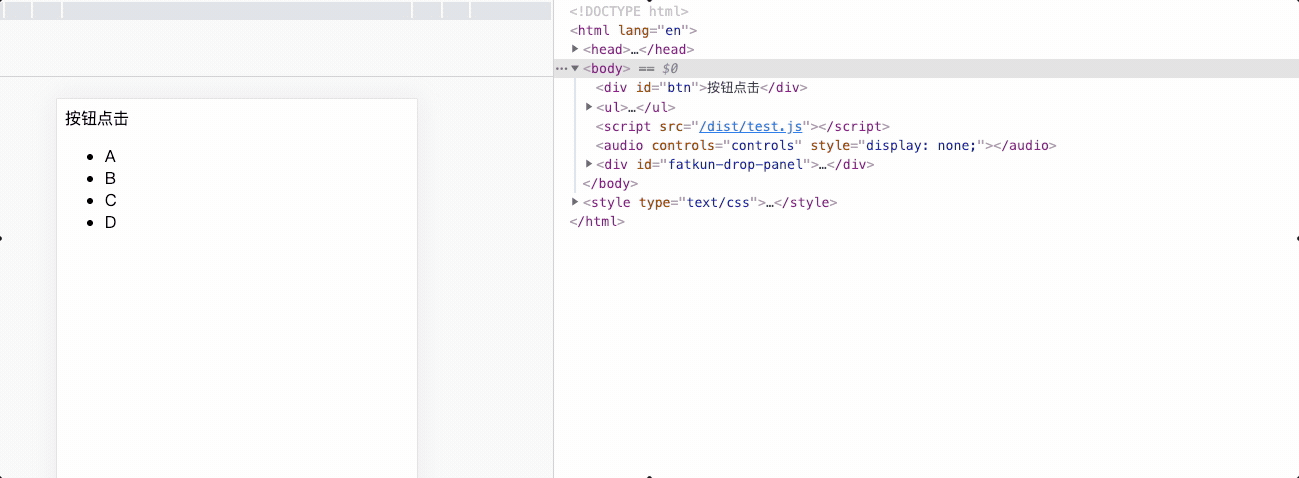 按钮点击
A
B
C
D
<!DOCTYPE html>
<html lang="en">
<head>…</head>
<body> == $0
<div id="btn">按钮点击</div>
<ul>…</ul>
<script src="/dist/test.js"></script>
<audio controls="controls" style="display: none;"></audio>
<div id="fatkun-drop-panel">…</div>
</body>
<style type="text/css">…</style>
</html>